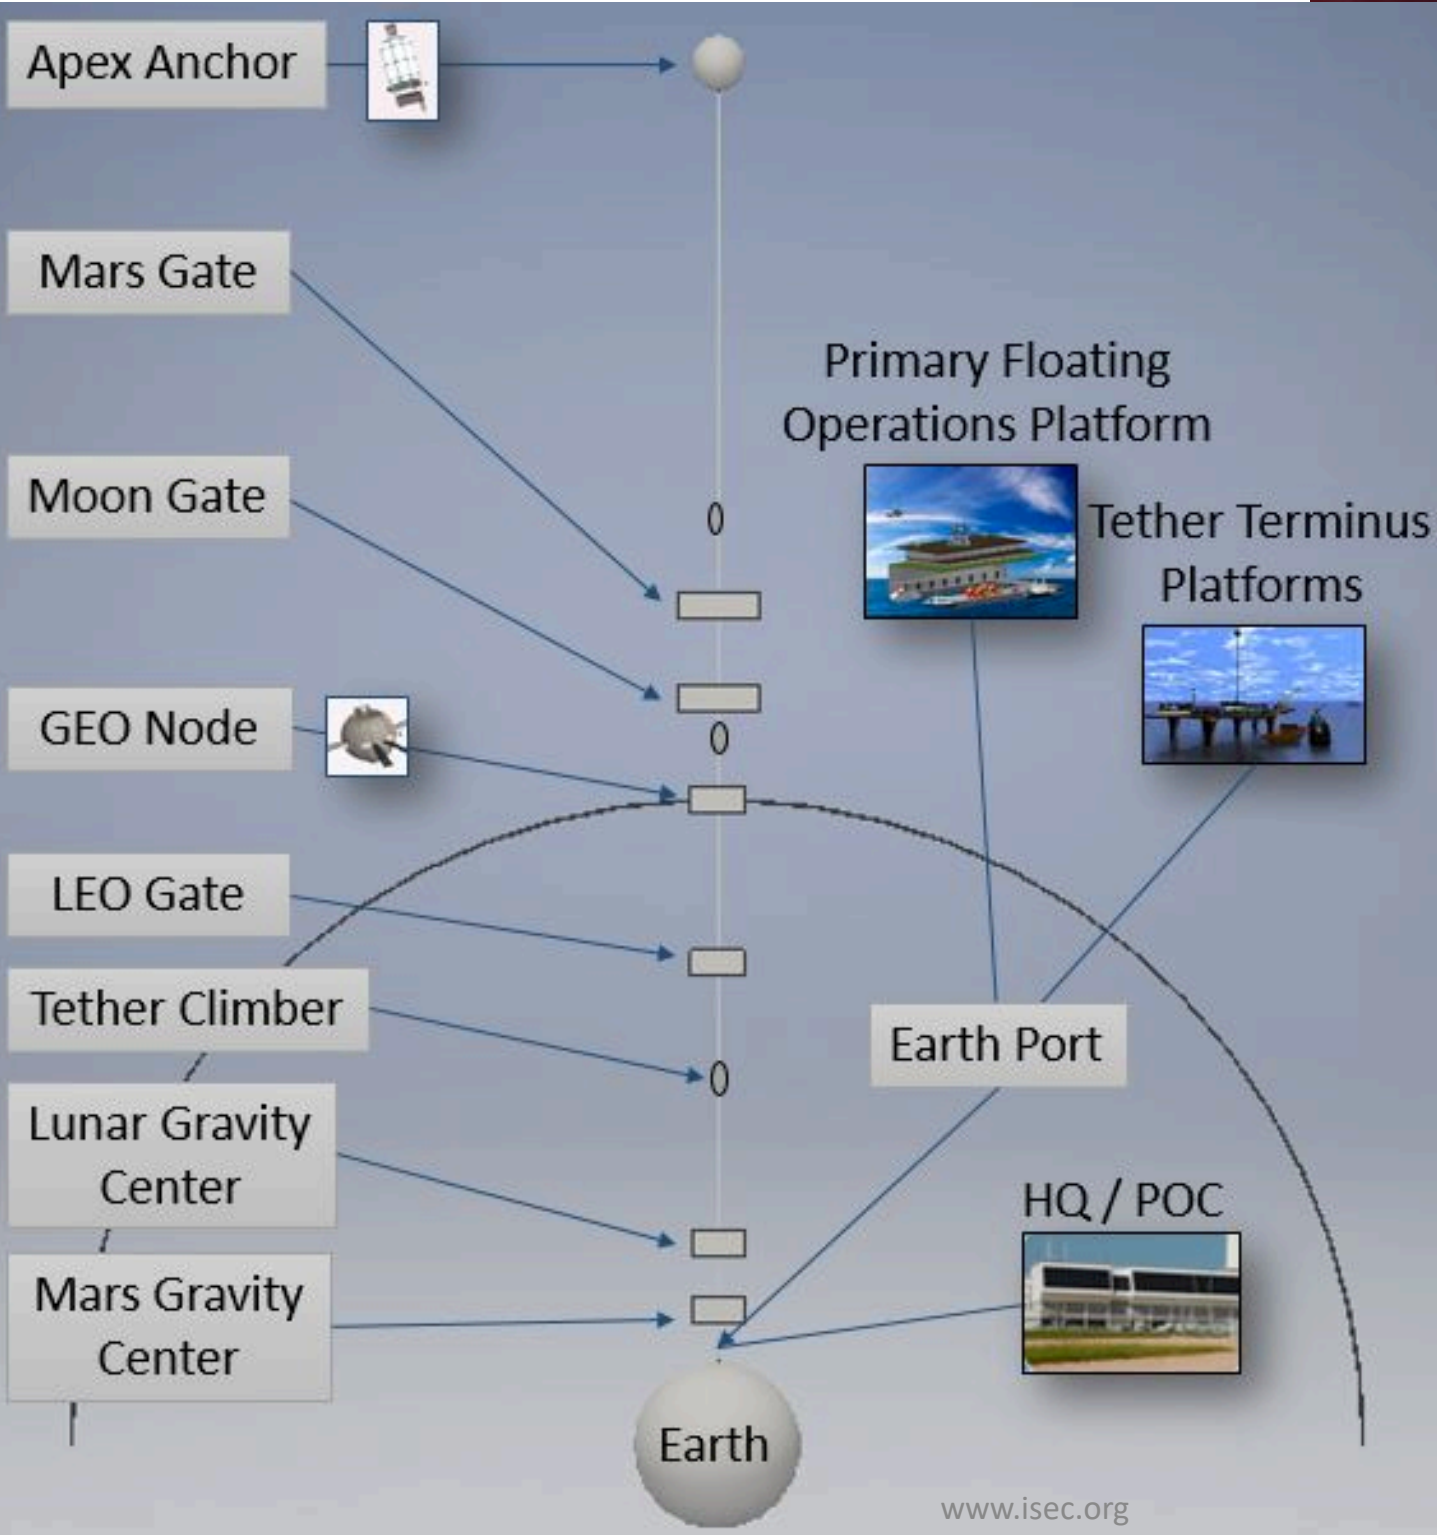 Apex Anchor
Mars Gate
Primary Floating
Operations Platform
Moon Gate
Tether Terminus
Platforms
GEO Node
LEO Gate
Tether Climber
Earth Port
Lunar Gravity
Center
HQ / POC
Mars Gravity
Center
Earth
www.isec.org